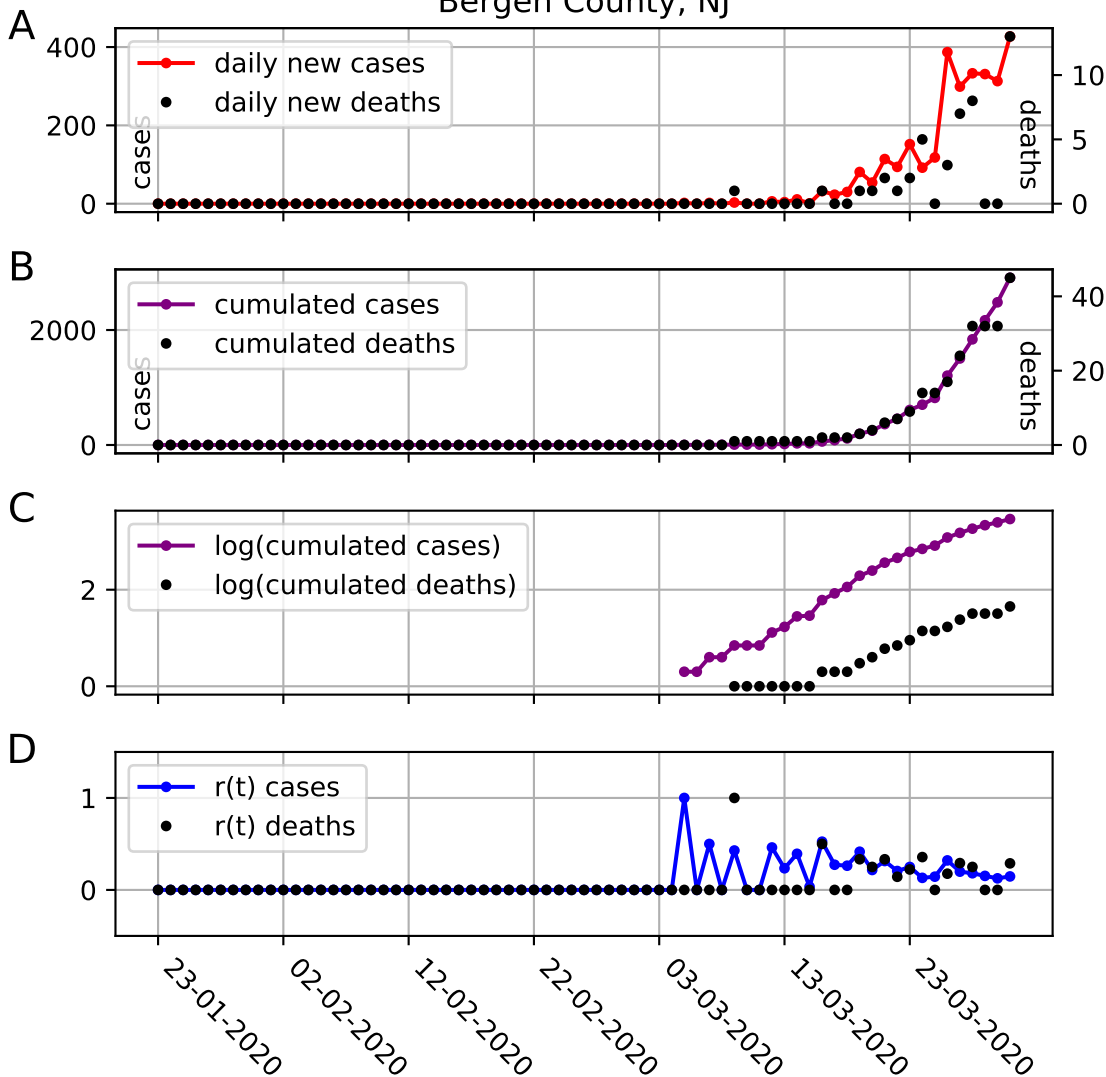 Bergen County, NJ
A
400
200
0
cases
daily new cases
daily new deaths
10
5
0
deaths
B
2000
0
cases
cumulated cases
cumulated deaths
40
20
0
deaths
C
2
0
log(cumulated cases)
log(cumulated deaths)
D
1
0
r(t) cases
r(t) deaths
23-01-2020
02-02-2020
12-02-2020
22-02-2020
03-03-2020
13-03-2020
23-03-2020